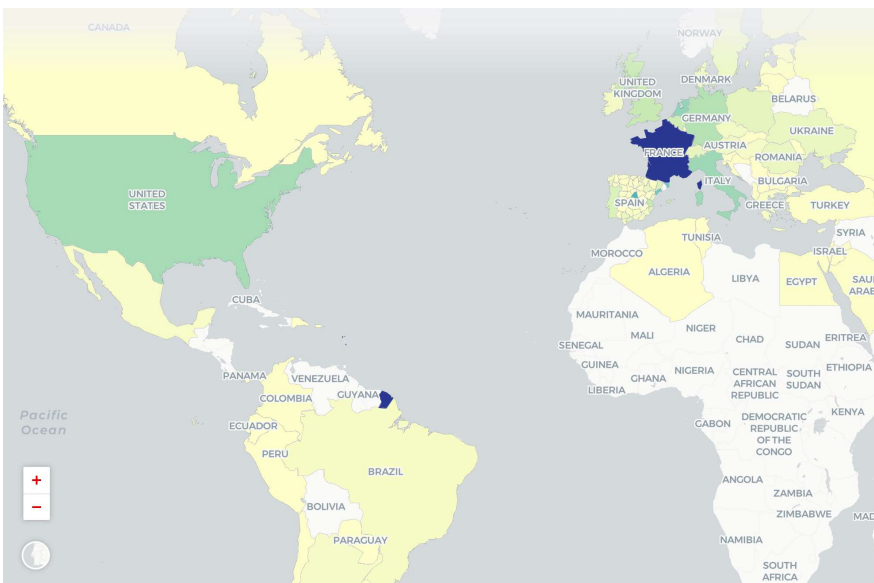 CANADA
NORWAY
UNITED
KINGDOM
DENMARK
BELARUS
GERMANY
UKRAINE
FRANCE
AUSTRIA
ROMANIA
ITALY
BULGARIA
UNITED
STATES
SPAIN
GREECE
TURKEY
TUNISIA
SYRIA
MOROCCO
ISRAEL
ALGERIA
LIBYA
EGYPT
SAU
ARAB
CUBA
MAURITANIA
MALI
NIGER
CHAD
SUDAN
ERITREA
SENEGAL
GUINEA
NIGERIA
GHANA
LIBERIA
CENTRAL
AFRICAN
REPUBLIC
SOUTH
SUDAN
ETHIOPIA
PANAMA
VENEZUELA
GUYANA
COLOMBIA
Pacific
Ocean
ECUADOR
GABON
DEMOCRATIC
REPUBLIC
OF THE
CONGO
KENYA
PERU
BRAZIL
+
−
ANGOLA
ZAMBIA
BOLIVIA
ZIMBABWE
MAD
PARAGUAY
NAMIBIA
SOUTH
AFRICA